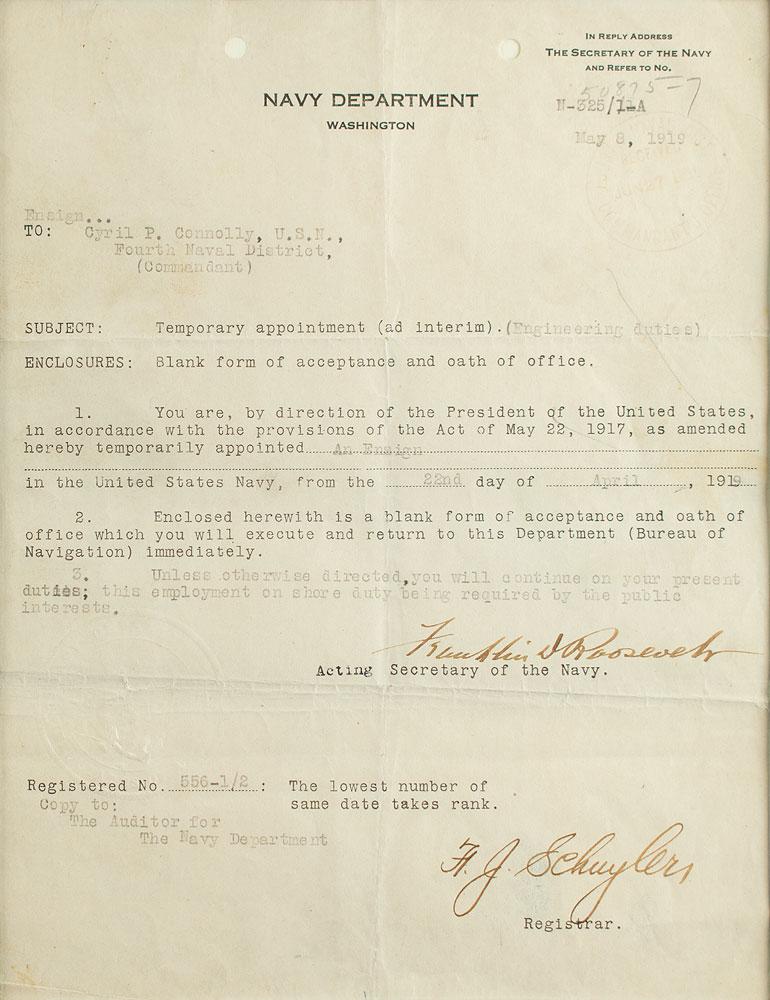 IN REPLY ADDRESS
THE SECRETARY OF THE NAVY
AND REFER TO NO.
50875-7
N-325/11-A
NAVY DEPARTMENT
WASHINGTON
May 8, 1919
Ensign...
TO: Cyril P. Connolly, U.S.N.,
Fourth Naval District,
(Commandant)
SUBJECT: Temporary appointment (ad interim).(Engineering duties)
ENCLOSURES: Blank form of acceptance and oath of office.
1. You are, by direction of the President of the United States,
in accordance with the provisions of the Act of May 22, 1917, as amended
hereby temporarily appointed An Ensign
in the United States Navy, from the 22nd day of April, 1919
2. Enclosed herewith is a blank form of acceptance and oath of
office which you will execute and return to this Department (Bureau of
Navigation) immediately.
3. Unless otherwise directed,you will continue on your present
duties; this employment on shore duty being required by the public
interests.
Franklin D Roosevelt
Acting Secretary of the Navy.
Registered No. 556-1/2: The lowest number of
Copy to: same date takes rank.
The Auditor for
The Navy Department
Schuyler
Registrar.